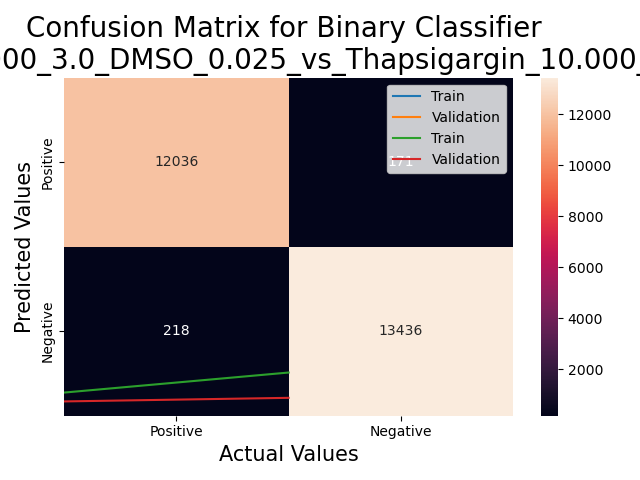 Confusion Matrix for Binary Classifier
00_3.0_DMSO_0.025_vs_Thapsigargin_10.000_
Train
Validation
Train
Validation
12036
171
218
13436
Positive
Negative
Predicted Values
Positive
Negative
Actual Values
12000
10000
8000
6000
4000
2000